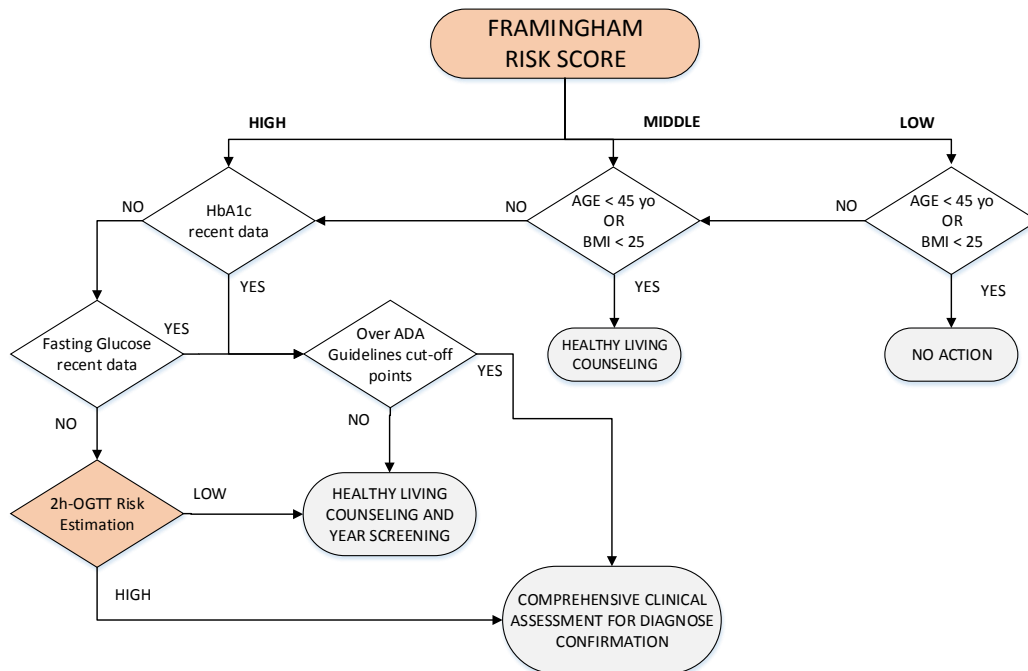 FRAMINGHAM
RISK SCORE
HIGH
MIDDLE
LOW
NO
HbA1c
recent data
NO
AGE < 45 yo
OR
BMI < 25
NO
AGE < 45 yo
OR
BMI < 25
YES
YES
YES
Fasting Glucose
recent data
YES
Over ADA
Guidelines cut-off
points
YES
HEALTHY LIVING
COUNSELING
NO ACTION
NO
NO
2h-OGTT Risk
Estimation
LOW
HEALTHY LIVING
COUNSELING AND
YEAR SCREENING
HIGH
COMPREHENSIVE CLINICAL
ASSESSMENT FOR DIAGNOSE
CONFIRMATION